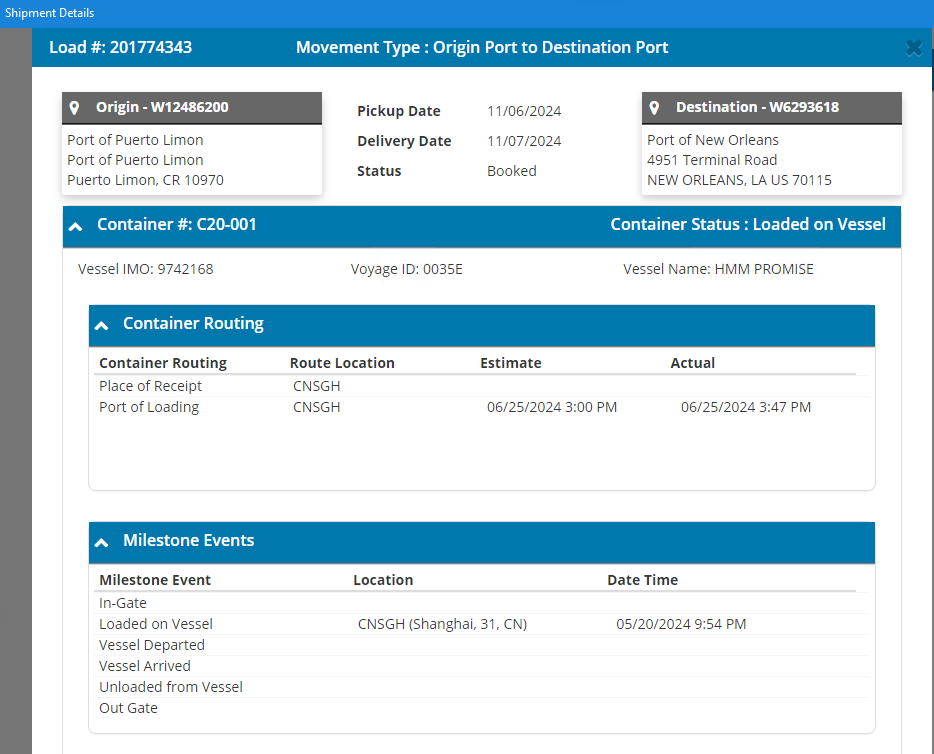 Shipment Details
Load #: 201774343 Movement Type : Origin Port to Destination Port
Origin - W12486200
Port of Puerto Limon
Port of Puerto Limon
Puerto Limon, CR 10970
Pickup Date 11/06/2024
Delivery Date 11/07/2024
Status Booked
Destination - W6293618
Port of New Orleans
4951 Terminal Road
NEW ORLEANS, LA US 70115
Container #: C20-001 Container Status : Loaded on Vessel
Vessel IMO: 9742168 Voyage ID: 0035E Vessel Name: HMM PROMISE
Container Routing
Container Routing Route Location Estimate Actual
Place of Receipt CNSGH
Port of Loading CNSGH 06/25/2024 3:00 PM 06/25/2024 3:47 PM
Milestone Events
Milestone Event Location Date Time
In-Gate
Loaded on Vessel CNSGH (Shanghai, 31, CN) 05/20/2024 9:54 PM
Vessel Departed
Vessel Arrived
Unloaded from Vessel
Out Gate